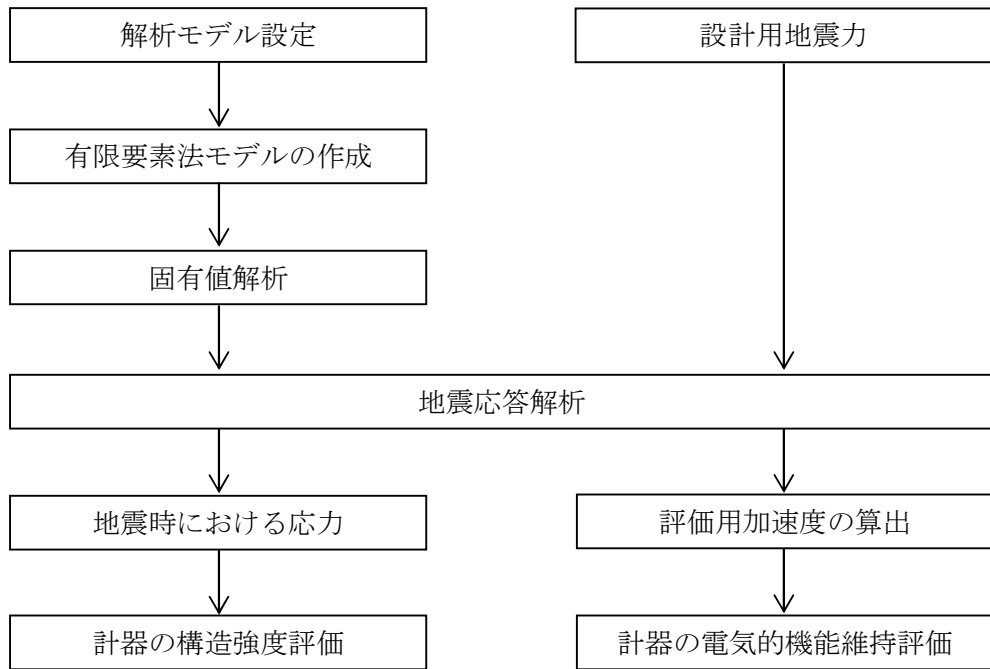 解析モデル設定
設計用地震力
有限要素法モデルの作成
固有値解析
地震応答解析
地震時における応力
評価用加速度の算出
計器の構造強度評価
計器の電気的機能維持評価